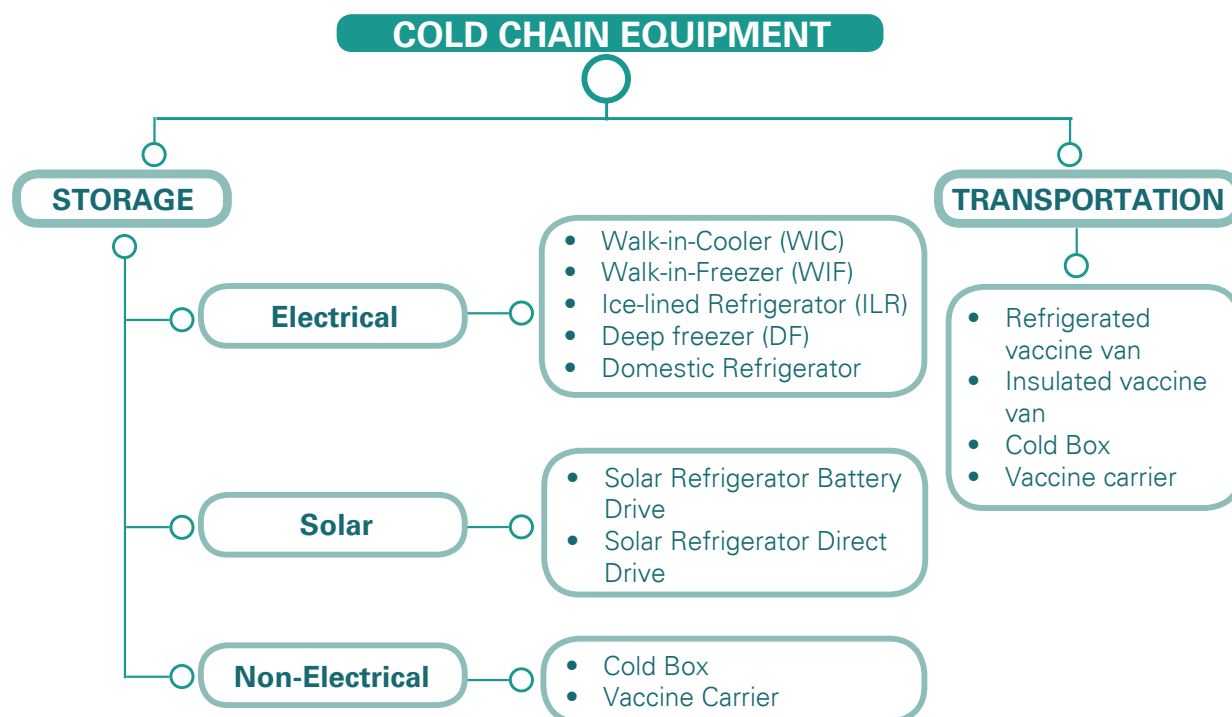 COLD CHAIN EQUIPMENT
STORAGE
TRANSPORTATION
Electrical
• Walk-in-Cooler (WIC)
• Walk-in-Freezer (WIF)
• Ice-lined Refrigerator (ILR)
• Deep freezer (DF)
• Domestic Refrigerator
Solar
• Solar Refrigerator Battery
Drive
• Solar Refrigerator Direct
Drive
Non-Electrical
• Cold Box
• Vaccine Carrier
• Refrigerated
vaccine van
• Insulated vaccine
van
• Cold Box
• Vaccine carrier